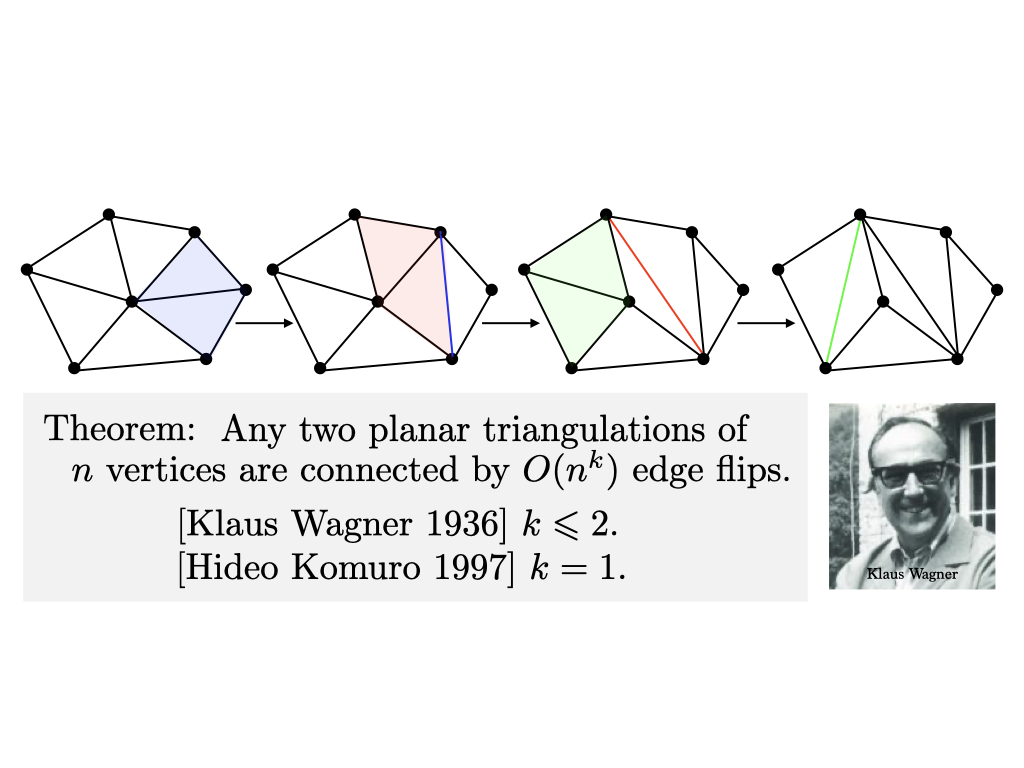 Theorem: Any two planar triangulations of
n vertices are connected by O(n^k) edge flips.
[Klaus Wagner 1936] k ⩽ 2.
[Hideo Komuro 1997] k = 1.
Klaus Wagner